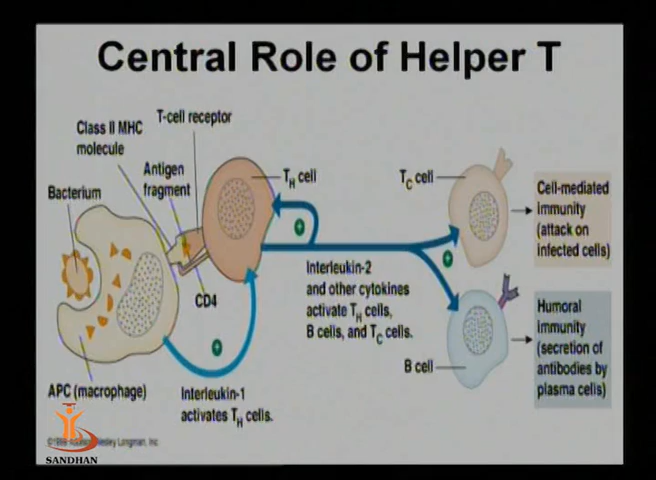 Central Role of Helper T
T-cell receptor
Class II MHC
molecule
Antigen
fragment
Bacterium
TH cell
TC cell
Cell-mediated
immunity
(attack on
infected cells)
CD4
Interleukin-2
and other cytokines
activate TH cells,
B cells, and TC cells.
Humoral
immunity
(secretion of
antibodies by
plasma cells)
B cell
APC (macrophage)
Interleukin-1
activates TH cells.
Longman, Inc
SANDHAN